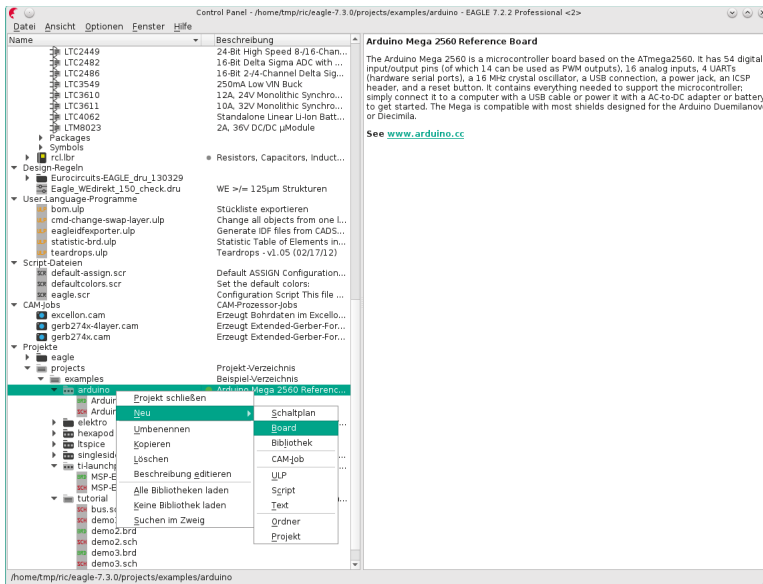 Control Panel - /home/tmp/ric/eagle-7.3.0/projects/examples/arduino - EAGLE 7.2.2 Professional <2>
Datei Ansicht Optionen Fenster Hilfe
Name Beschreibung
LTC2449 24-Bit High Speed 8-/16-Chan...
LTC2482 16-Bit Delta Sigma ADC with ...
LTC2486 16-Bit 2-/4-Channel Delta Sig...
LTC3549 250mA Low VIN Buck
LTC3610 12A, 24V Monolithic Synchro...
LTC3611 10A, 32V Monolithic Synchro...
LTC4062 Standalone Linear Li-Ion Batt...
LTM8023 2A, 36V DC/DC µModule
Packages
Symbols
rcl.lbr Resistors, Capacitors, Induct...
Design-Regeln
Eurocircuits-EAGLE_dru_130329
Eagle_WEdirekt_150_check.dru WE >/= 125µm Strukturen
User-Language-Programme
bom.ulp Stückliste exportieren
cmd-change-swap-layer.ulp Change all objects from one l...
eagleidfexporter.ulp Generate IDF files from CADS...
statistic-brd.ulp Statistic Table of Elements in...
teardrops.ulp Teardrops - v1.05 (02/17/12)
Script-Dateien
default-assign.scr Default ASSIGN Configuration...
defaultcolors.scr Set the default colors:
eagle.scr Configuration Script This file ...
CAM-Jobs CAM-Prozessor-Jobs
excellon.cam Erzeugt Bohrdaten im Excello...
gerb274x-4layer.cam Erzeugt Extended-Gerber-For...
gerb274x.cam Erzeugt Extended-Gerber-For...
Projekte
eagle
projects Projekt-Verzeichnis
examples Beispiel-Verzeichnis
arduino Arduino Mega 2560 Referenc...
Arduin
Arduin
elektro
hexapod
ltspice
singlesid
ti-launchp
MSP-E
MSP-E
tutorial
bus.sc
demo1
demo2.brd
demo2.sch
demo3.brd
demo3.sch
Projekt schließen
Neu
Umbenennen
Kopieren
Löschen
Beschreibung editieren
Alle Bibliotheken laden
Keine Bibliothek laden
Suchen im Zweig
Schaltplan
Board
Bibliothek
CAM-Job
ULP
Script
Text
Ordner
Projekt
Arduino Mega 2560 Reference Board
The Arduino Mega 2560 is a microcontroller board based on the ATmega2560. It has 54 digital
input/output pins (of which 14 can be used as PWM outputs), 16 analog inputs, 4 UARTs
(hardware serial ports), a 16 MHz crystal oscillator, a USB connection, a power jack, an ICSP
header, and a reset button. It contains everything needed to support the microcontroller;
simply connect it to a computer with a USB cable or power it with a AC-to-DC adapter or battery
to get started. The Mega is compatible with most shields designed for the Arduino Duemilanov
or Diecimila.
See www.arduino.cc
/home/tmp/ric/eagle-7.3.0/projects/examples/arduino